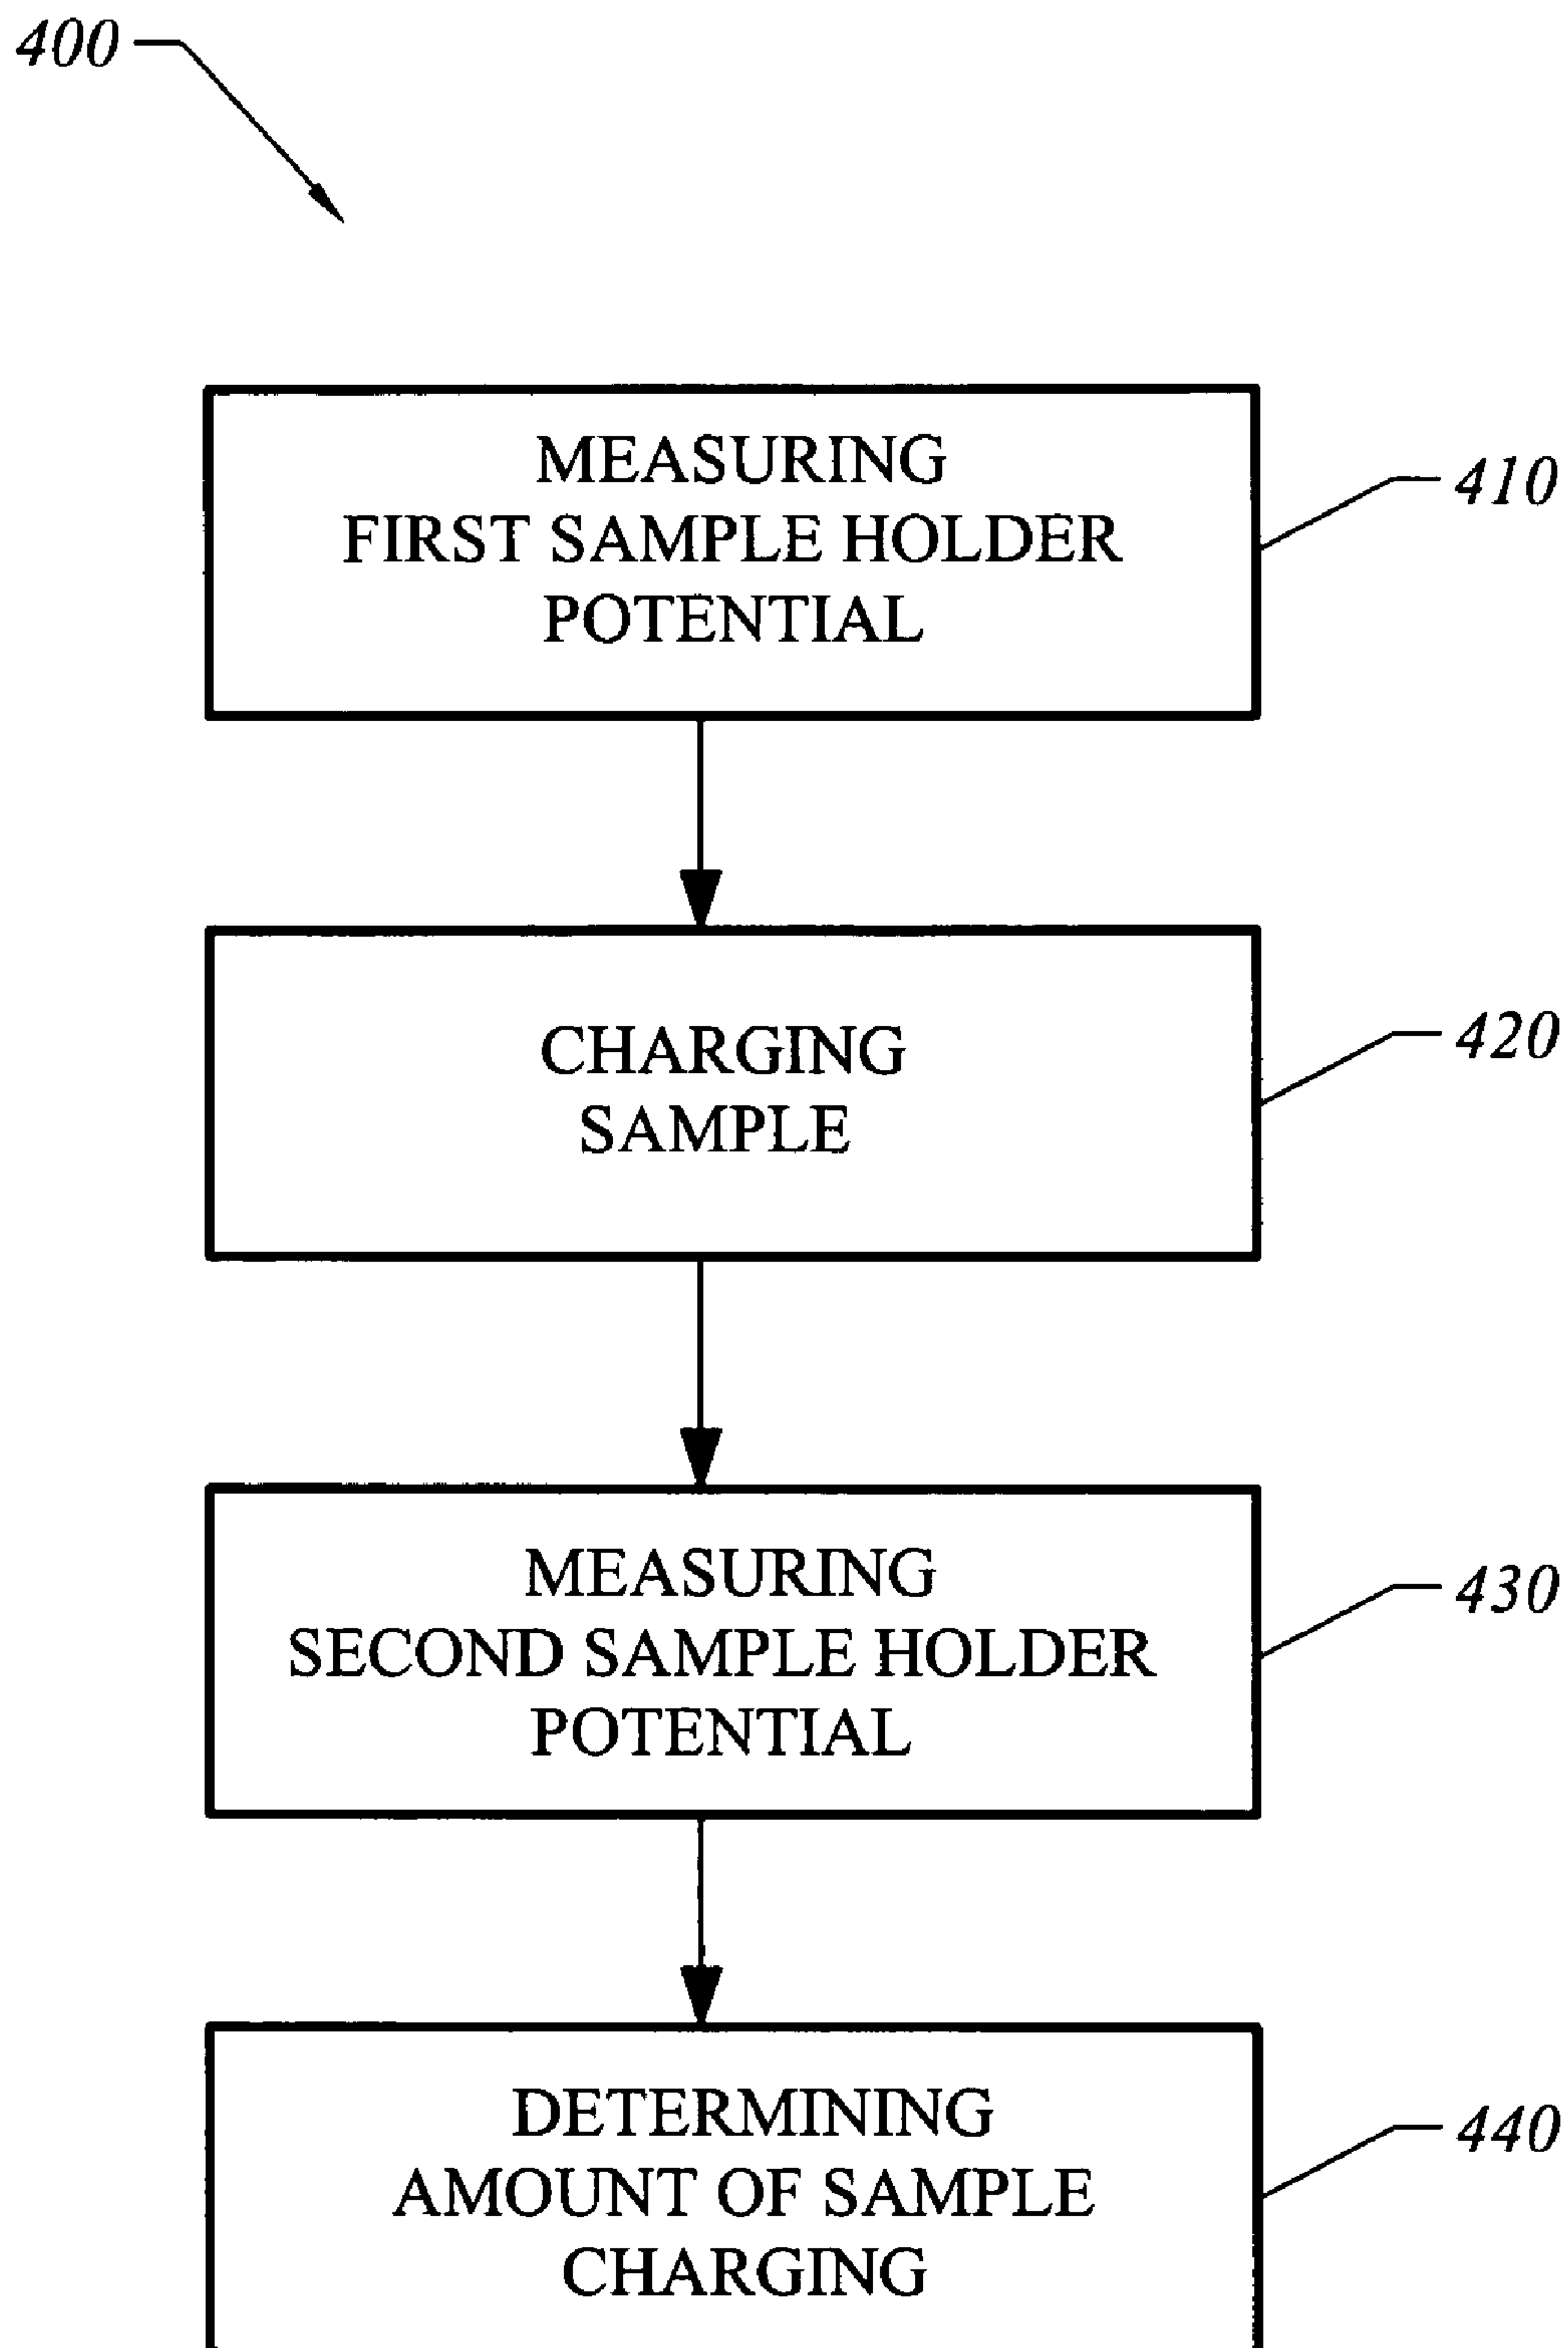 400
MEASURING
FIRST SAMPLE HOLDER
POTENTIAL
410
CHARGING
SAMPLE
420
MEASURING
SECOND SAMPLE HOLDER
POTENTIAL
430
DETERMINING
AMOUNT OF SAMPLE
CHARGING
440